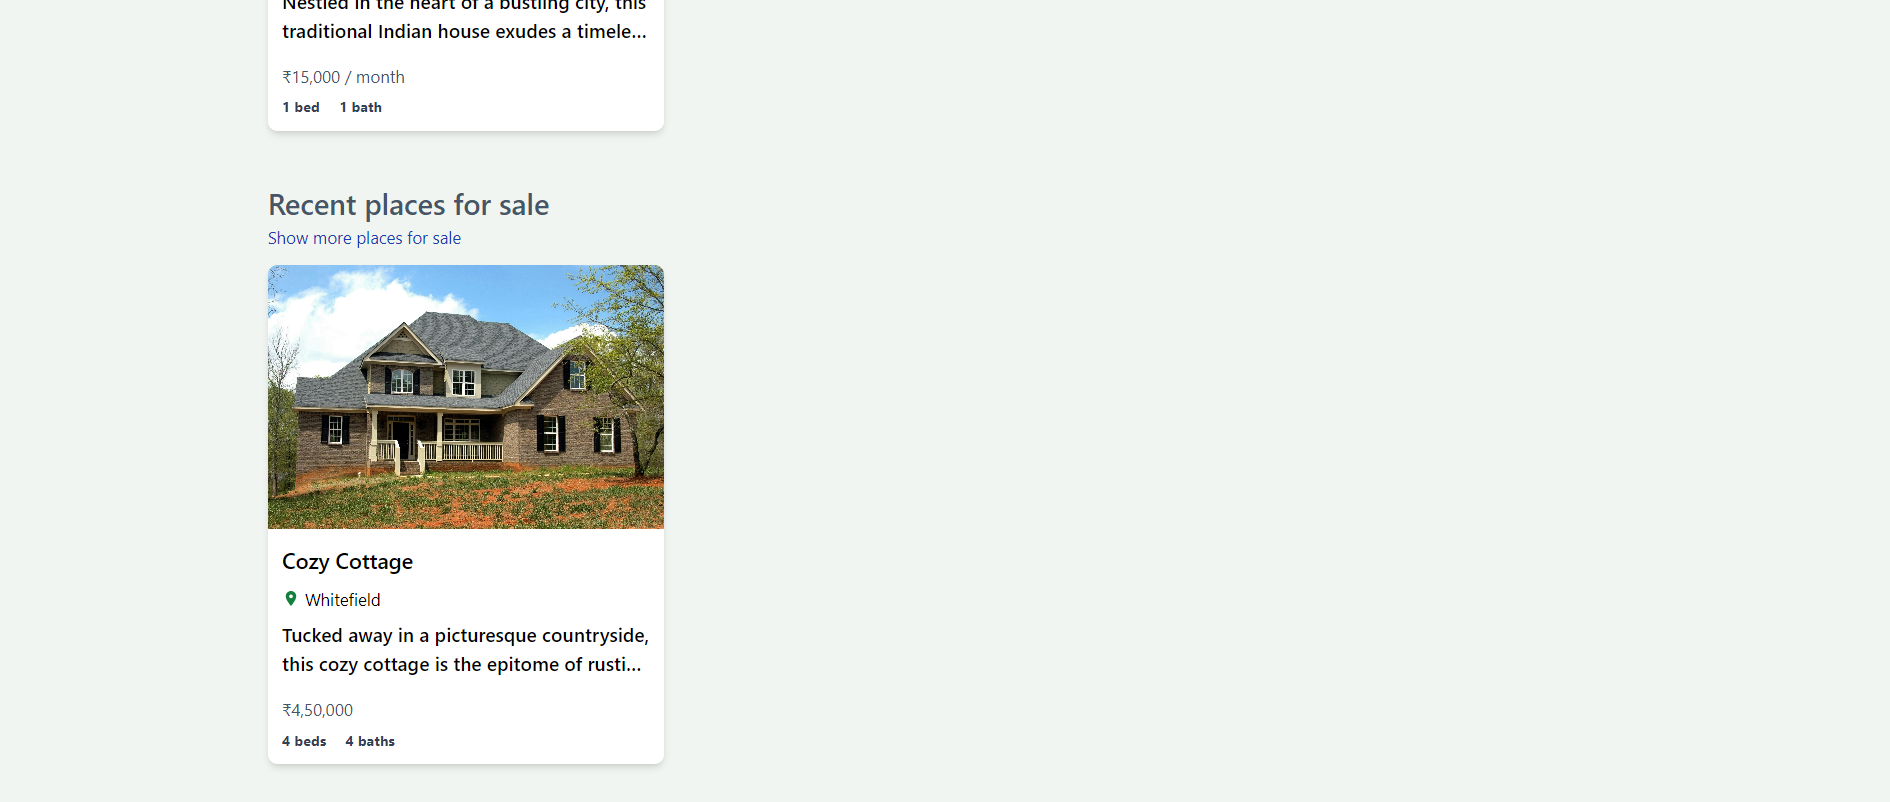 Nestled in the heart of a bustling city, this
traditional Indian house exudes a timele...
₹15,000 / month
1 bed 1 bath
Recent places for sale
Show more places for sale
Cozy Cottage
Whitefield
Tucked away in a picturesque countryside,
this cozy cottage is the epitome of rusti...
₹4,50,000
4 beds 4 baths